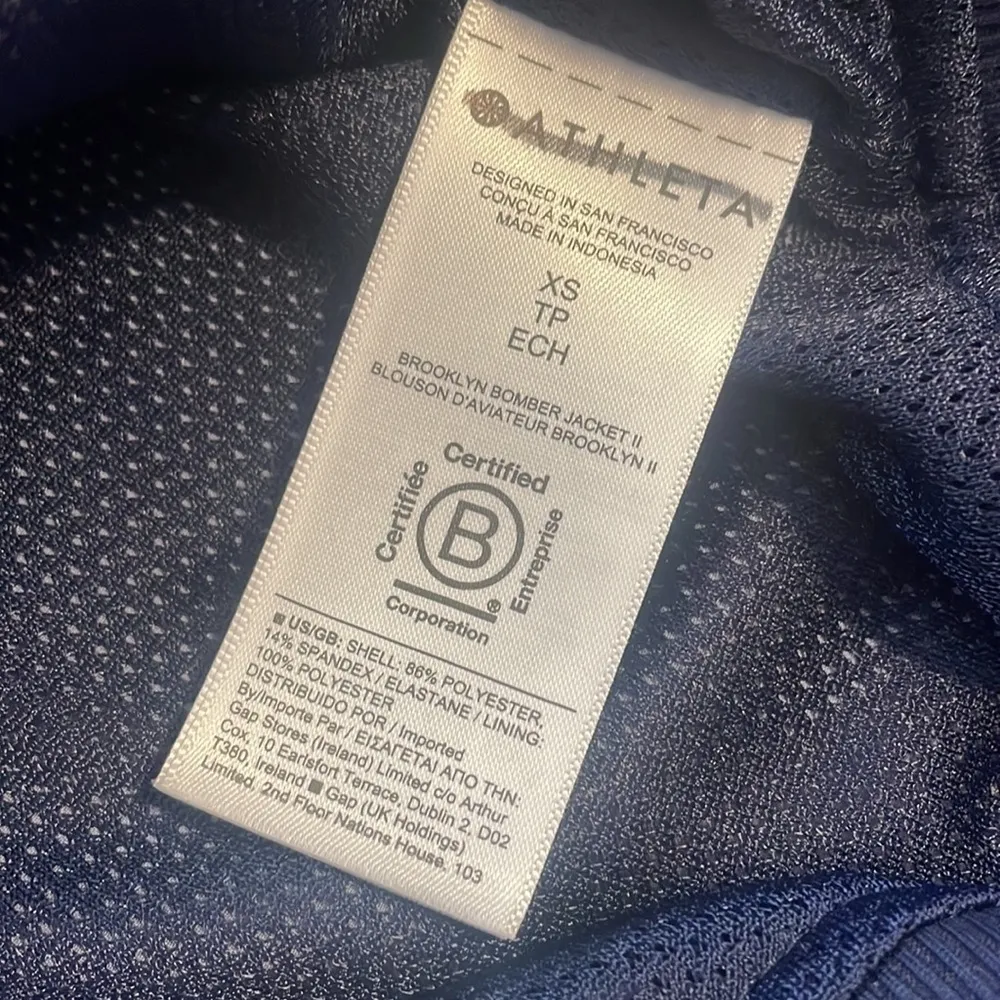 ATHLETA
DESIGNED IN SAN FRANCISCO
CONÇU À SAN FRANCISCO
MADE IN INDONESIA
XS
TP
ECH
BROOKLYN BOMBER JACKET II
BLOUSON D'AVIATEUR BROOKLYN II
Certified
Certifiée
B
Entreprise
®
Corporation
■ US/GB: SHELL: 86% POLYESTER,
14% SPANDEX / ELASTANE / LINING:
100% POLYESTER
DISTRIBUIDO POR / Imported
By/Importe Par / ΕΙΣΑΓΕΤΑΙ ΑΠΟ ΤΗΝ:
Gap Stores (Ireland) Limited c/o Arthur
Cox, 10 Earlsfort Terrace, Dublin 2, D02
T380, Ireland ■ Gap (UK Holdings)
Limited, 2nd Floor Nations House, 103